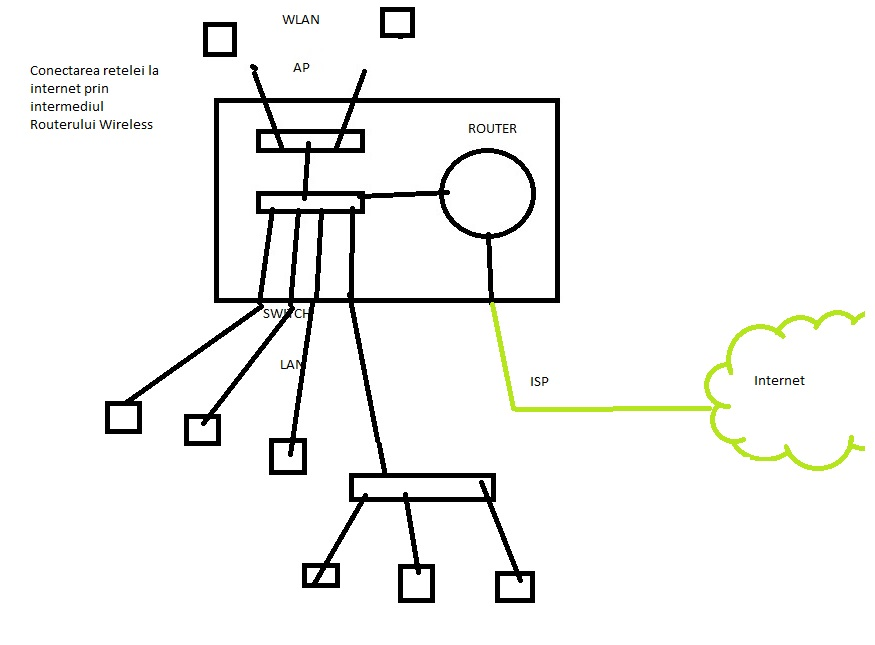 WLAN
AP
Conectarea retelei la
internet prin
intermediul
Routerului Wireless
ROUTER
SWITCH
LAN
ISP
Internet